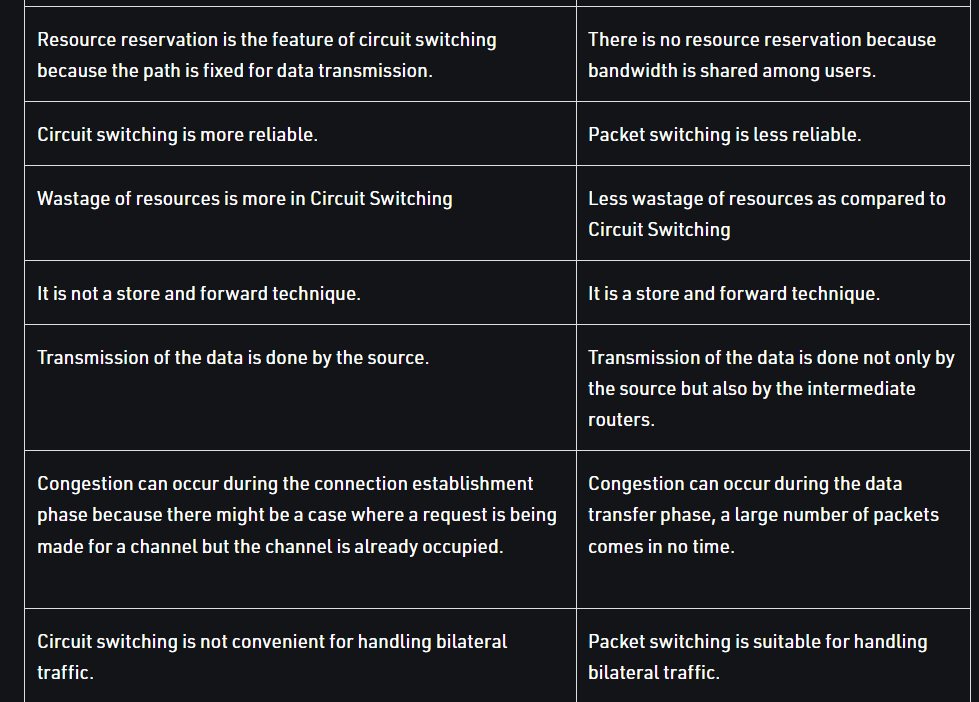 Resource reservation is the feature of circuit switching
because the path is fixed for data transmission.
There is no resource reservation because
bandwidth is shared among users.
Circuit switching is more reliable.
Packet switching is less reliable.
Wastage of resources is more in Circuit Switching
Less wastage of resources as compared to
Circuit Switching
It is not a store and forward technique.
It is a store and forward technique.
Transmission of the data is done by the source.
Transmission of the data is done not only by
the source but also by the intermediate
routers.
Congestion can occur during the connection establishment
phase because there might be a case where a request is being
made for a channel but the channel is already occupied.
Congestion can occur during the data
transfer phase, a large number of packets
comes in no time.
Circuit switching is not convenient for handling bilateral
traffic.
Packet switching is suitable for handling
bilateral traffic.